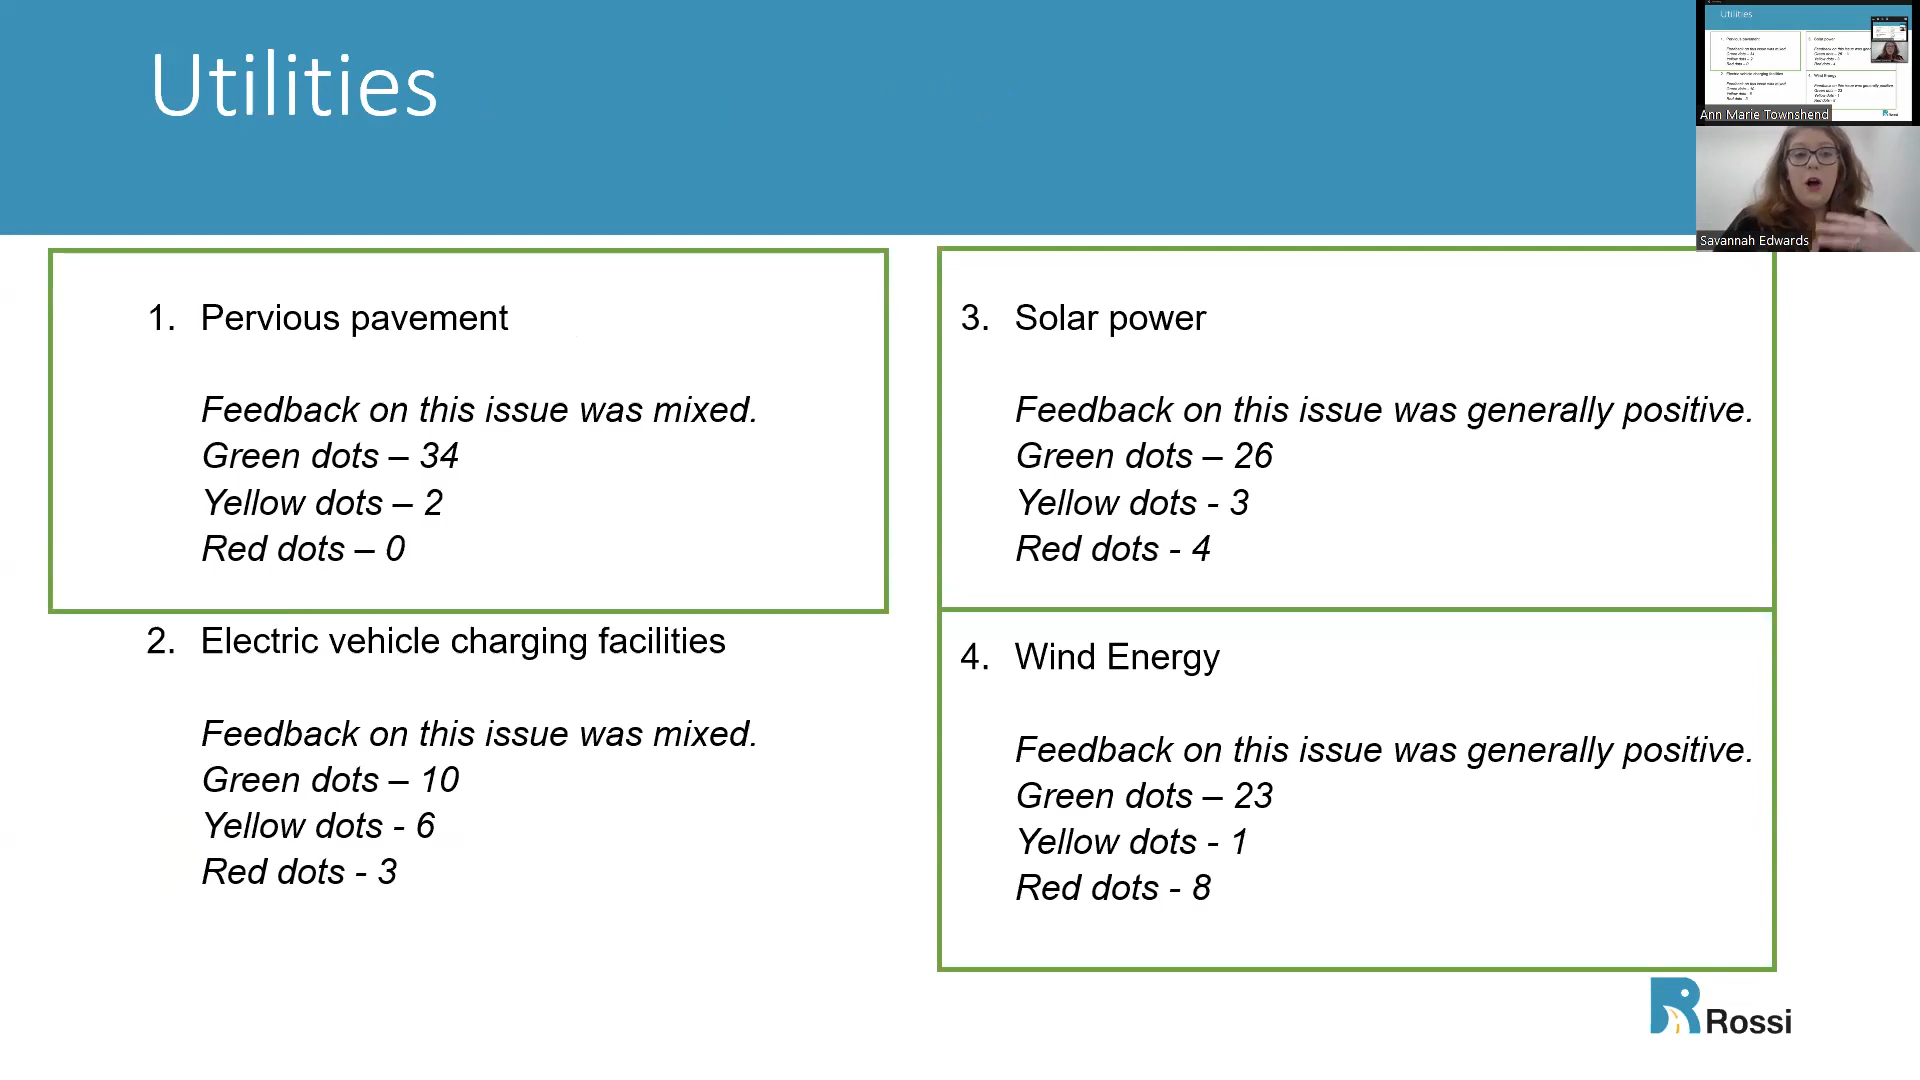 Utilities
1. Pervious pavement
Feedback on this issue was mixed.
Green dots – 34
Yellow dots – 2
Red dots – 0
2. Electric vehicle charging facilities
Feedback on this issue was mixed.
Green dots – 10
Yellow dots - 6
Red dots - 3
3. Solar power
Feedback on this issue was generally positive.
Green dots – 26
Yellow dots - 3
Red dots - 4
4. Wind Energy
Feedback on this issue was generally positive.
Green dots – 23
Yellow dots - 1
Red dots - 8
Rossi
Utilities
Ann Marie Townshend
Savannah Edwards